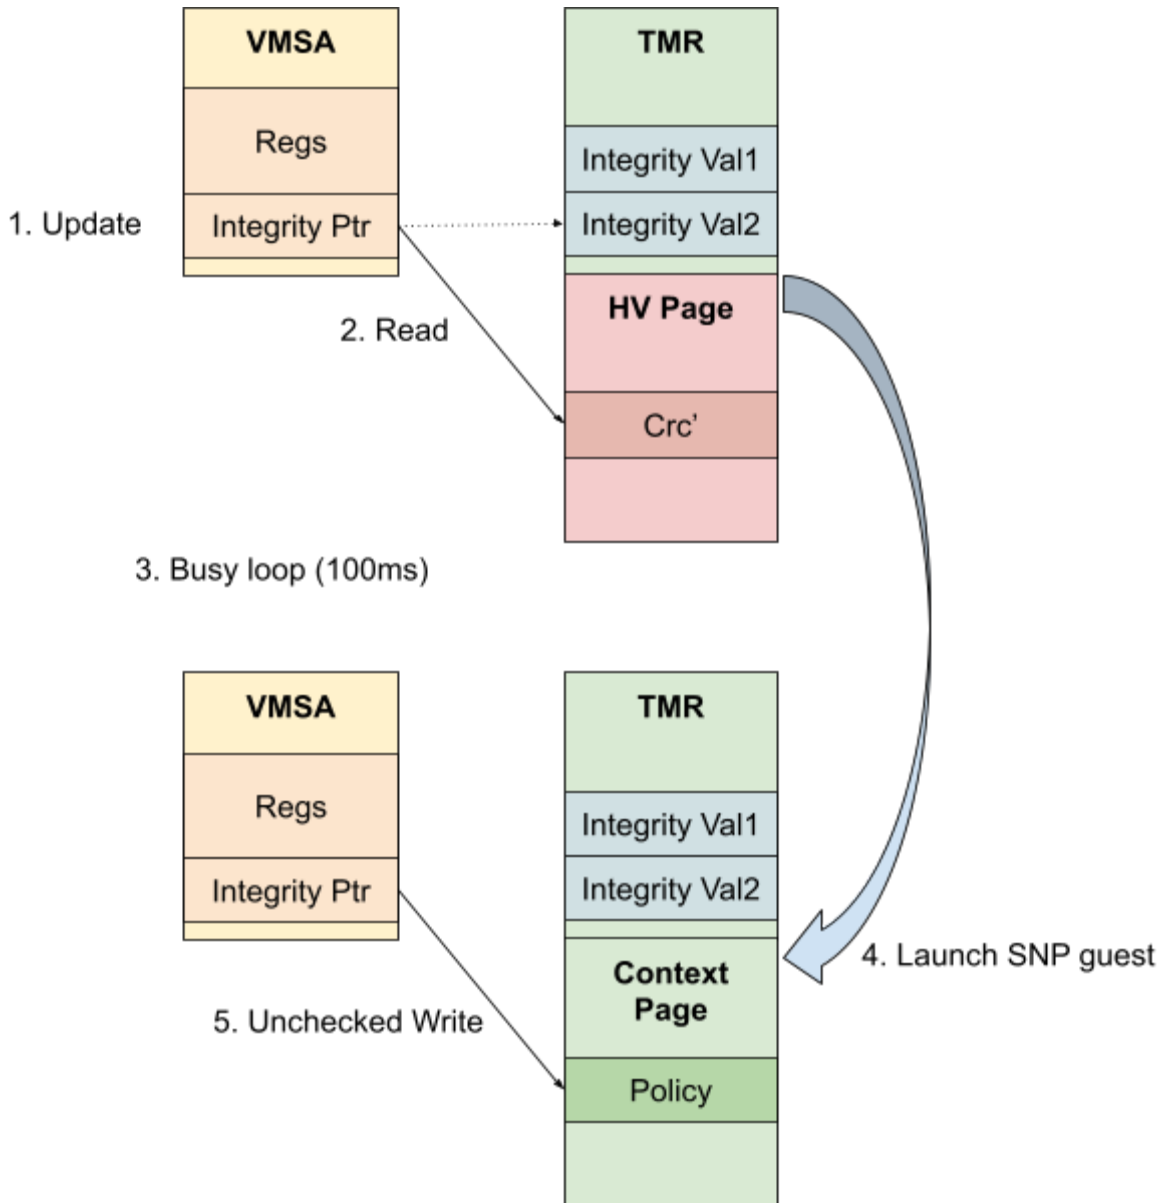 VMSA
TMR
Regs
Integrity Val1
1. Update
Integrity Ptr
Integrity Val2
2. Read
HV Page
Crc’
3. Busy loop (100ms)
VMSA
TMR
Regs
Integrity Val1
Integrity Ptr
Integrity Val2
4. Launch SNP guest
Context
Page
5. Unchecked Write
Policy